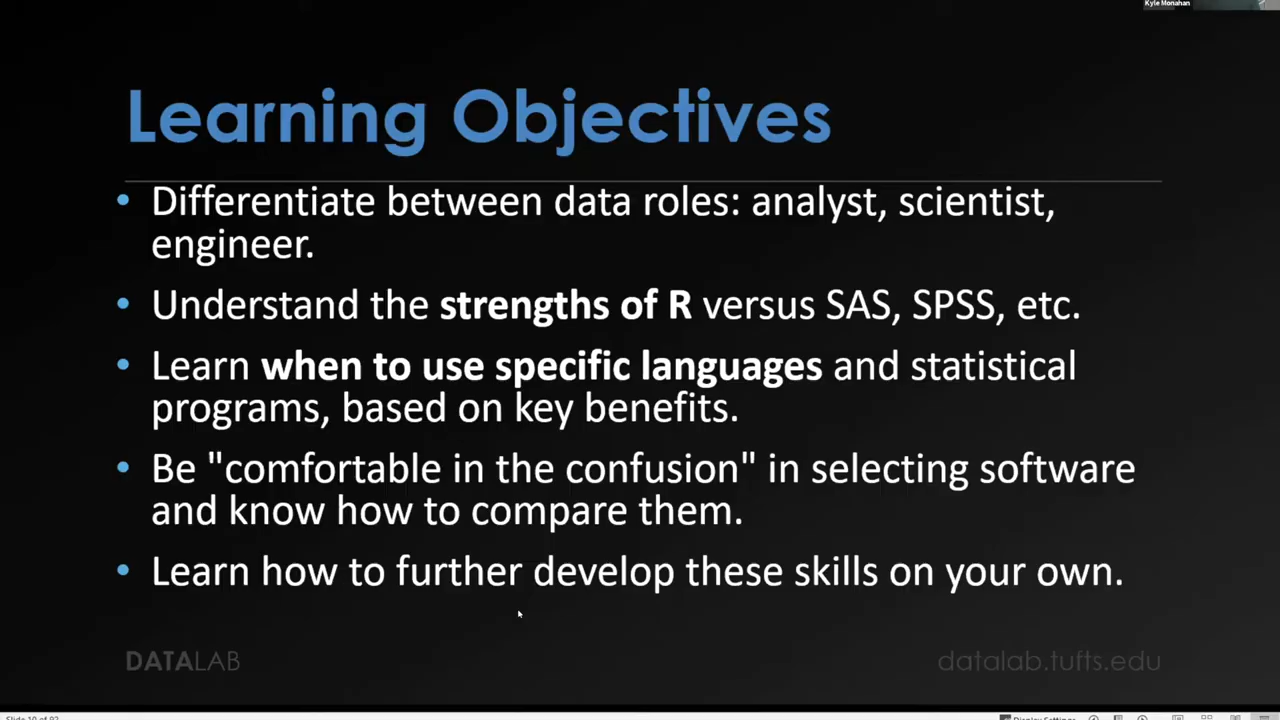 Kyle Monahan
Learning Objectives
• Differentiate between data roles: analyst, scientist,
engineer.
• Understand the strengths of R versus SAS, SPSS, etc.
• Learn when to use specific languages and statistical
programs, based on key benefits.
• Be "comfortable in the confusion" in selecting software
and know how to compare them.
• Learn how to further develop these skills on your own.
DATALAB
datalab.tufts.edu
Display Settings